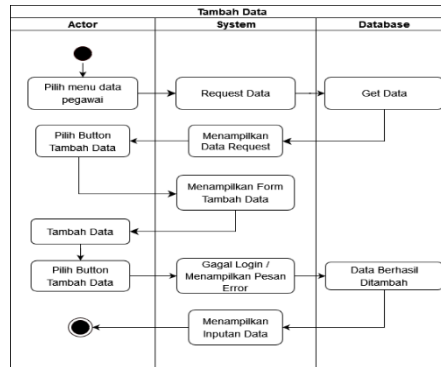 Tambah Data
Actor
System
Database
Pilih menu data
pegawai
Request Data
Get Data
Pilih Button
Tambah Data
Menampilkan
Data Request
Menampilkan Form
Tambah Data
Tambah Data
Pilih Button
Tambah Data
Gagal Login /
Menampilkan Pesan
Error
Data Berhasil
Ditambah
Menampilkan
Inputan Data